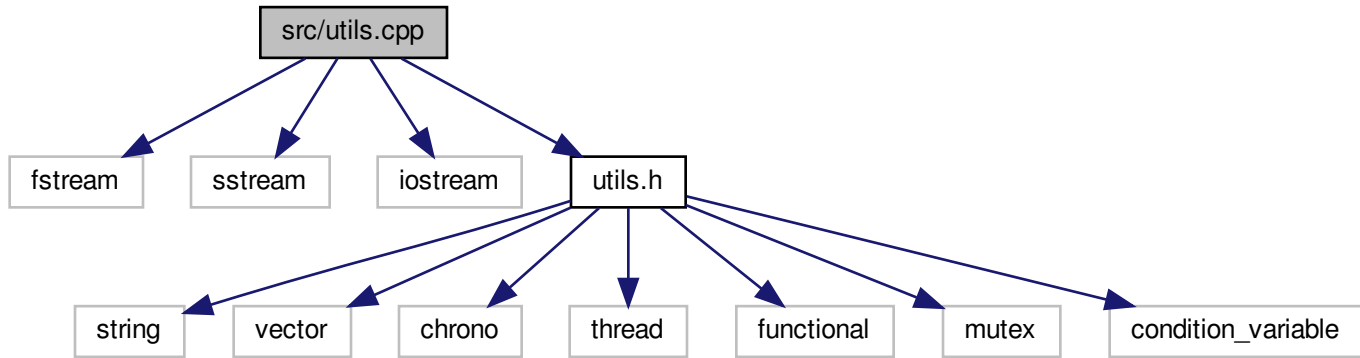 src/utils.cpp
fstream
sstream
iostream
utils.h
string
vector
chrono
thread
functional
mutex
condition_variable